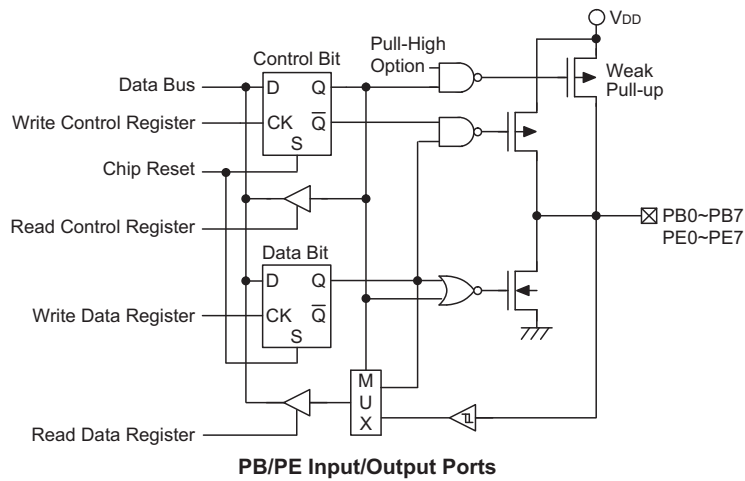 VDD
Control Bit
Pull-High
Option
Weak
Pull-up
Data Bus
D
Q
Write Control Register
CK
Q
S
Chip Reset
Read Control Register
PB0~PB7
PE0~PE7
Data Bit
D
Q
Write Data Register
CK
Q
S
M
U
X
Read Data Register
PB/PE Input/Output Ports